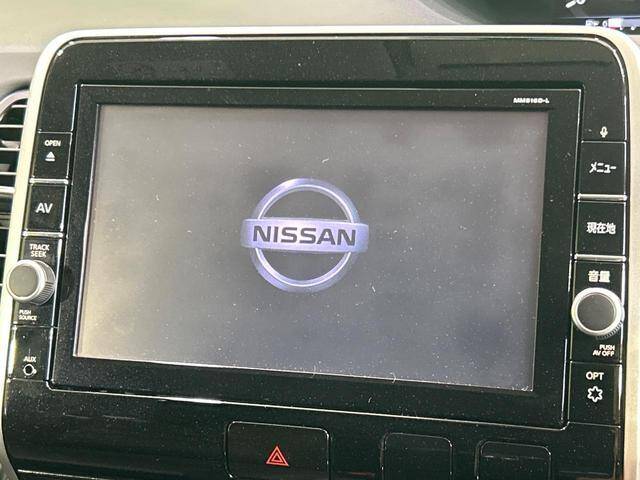 MM516D-L
OPEN
メニュー
AV
現在地
TRACK
SEEK
音量
NISSAN
PUSH
SOURCE
PUSH
AV OFF
AUX
OPT